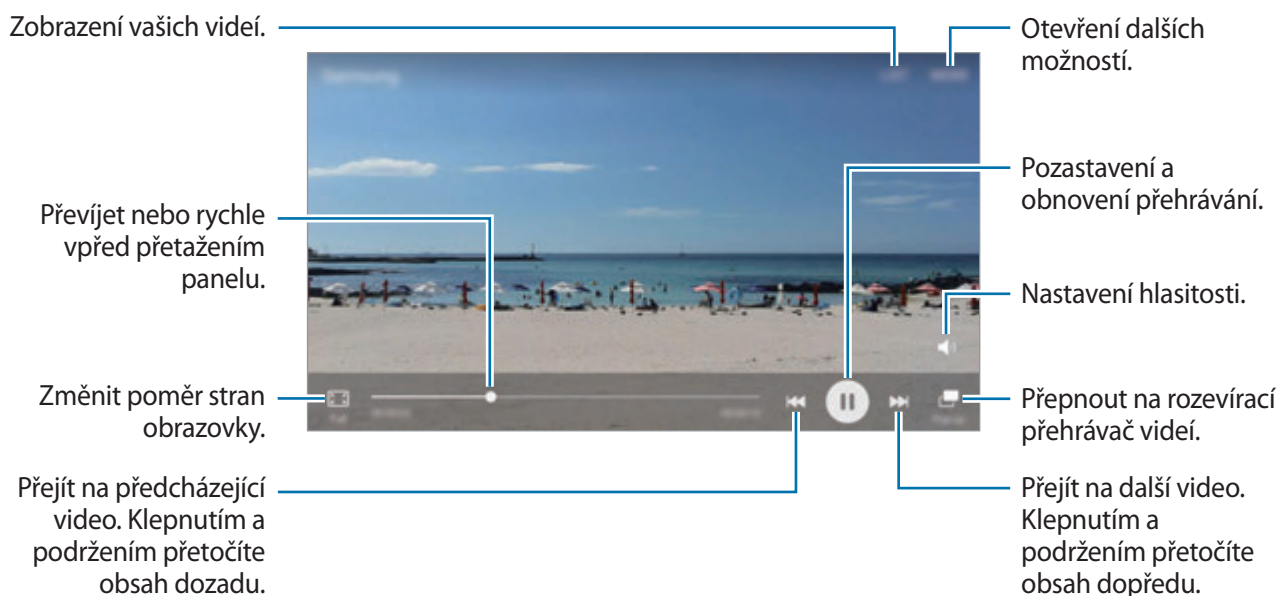 Zobrazení vašich videí.
Otevření dalších
možností.
Pozastavení a
obnovení přehrávání.
Převíjet nebo rychle
vpřed přetažením
panelu.
Nastavení hlasitosti.
Změnit poměr stran
obrazovky.
Přepnout na rozevírací
přehrávač videí.
Přejít na předcházející
video. Klepnutím a
podržením přetočíte
obsah dozadu.
Přejít na další video.
Klepnutím a
podržením přetočíte
obsah dopředu.